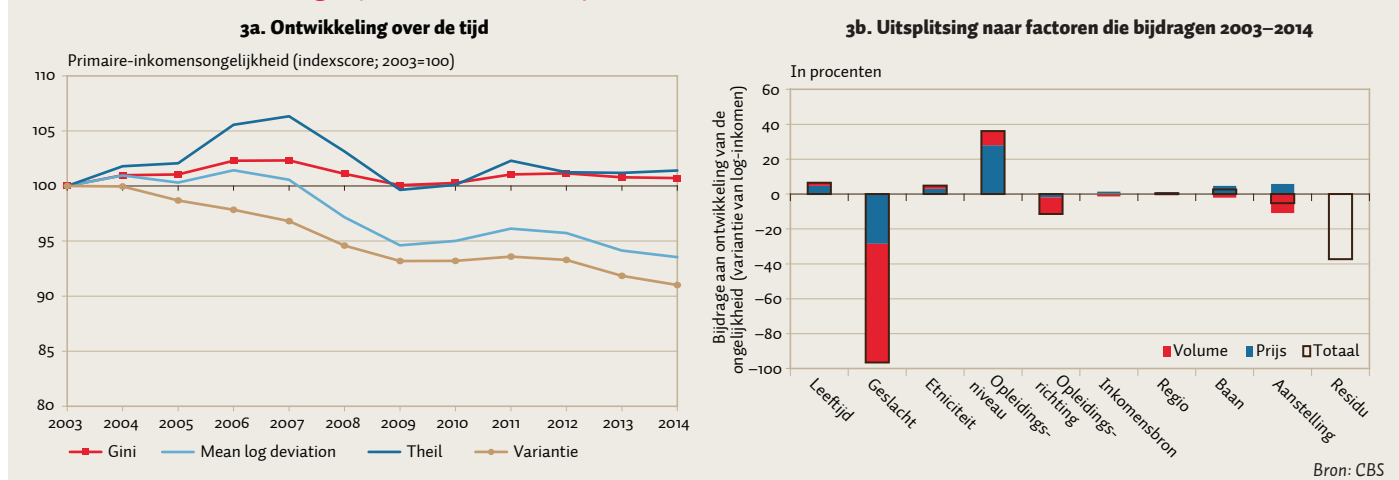 3a. Ontwikkeling over de tijd
Primaire-inkomensongelijkheid (indexscore; 2003=100)
110
105
100
95
90
85
80
2003 2004 2005 2006 2007 2008 2009 2010 2011 2012 2013 2014
Gini Mean log deviation Theil Variantie
3b. Uitsplitsing naar factoren die bijdragen 2003–2014
In procenten
Bijdrage aan ontwikkeling van de
ongelijkheid (variantie van log-inkomen)
60
40
20
0
−20
−40
−60
−80
−100
Volume Prijs Totaal
Leeftijd
Geslacht
Etniciteit
Opleidings-
niveau
Opleidings-
richting
Inkomensbron
Regio
Baan
Aanstelling
Residu
Bron: CBS